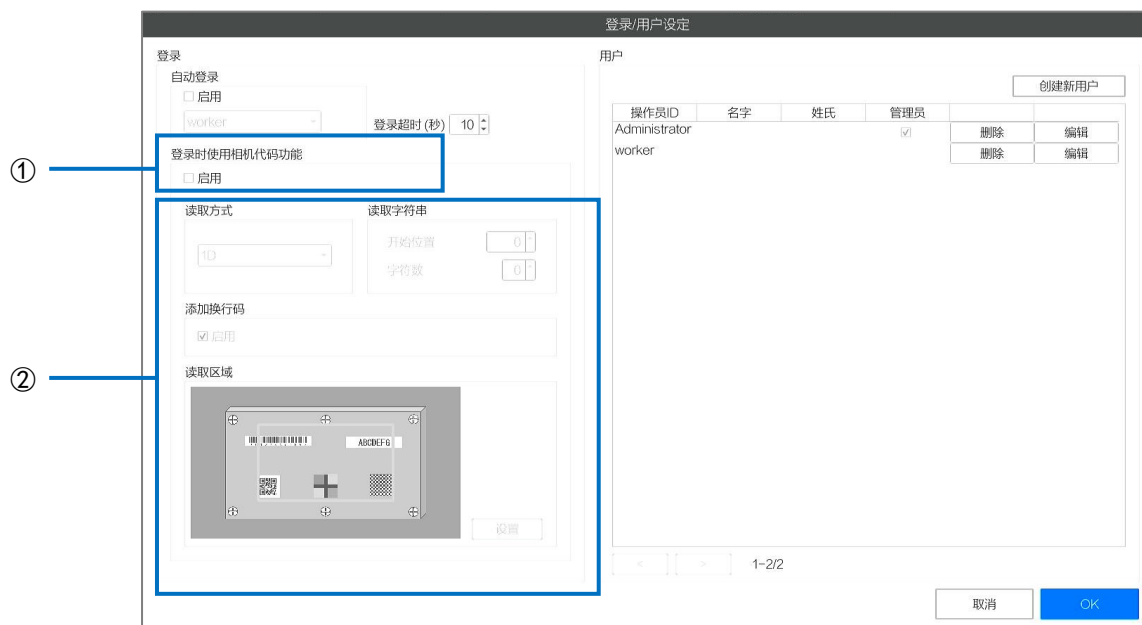 登录/用户设定
登录
自动登录
启用
worker
登录超时 (秒) 10
① 登录时使用相机代码功能
启用
② 读取方式
1D
读取字符串
开始位置 0
字符数 0
添加换行码
启用
读取区域
ABCDEFG
设置
用户
创建新用户
操作员ID 名字 姓氏 管理员
Administrator 删除 编辑
worker 删除 编辑
< > 1-2/2
取消 OK